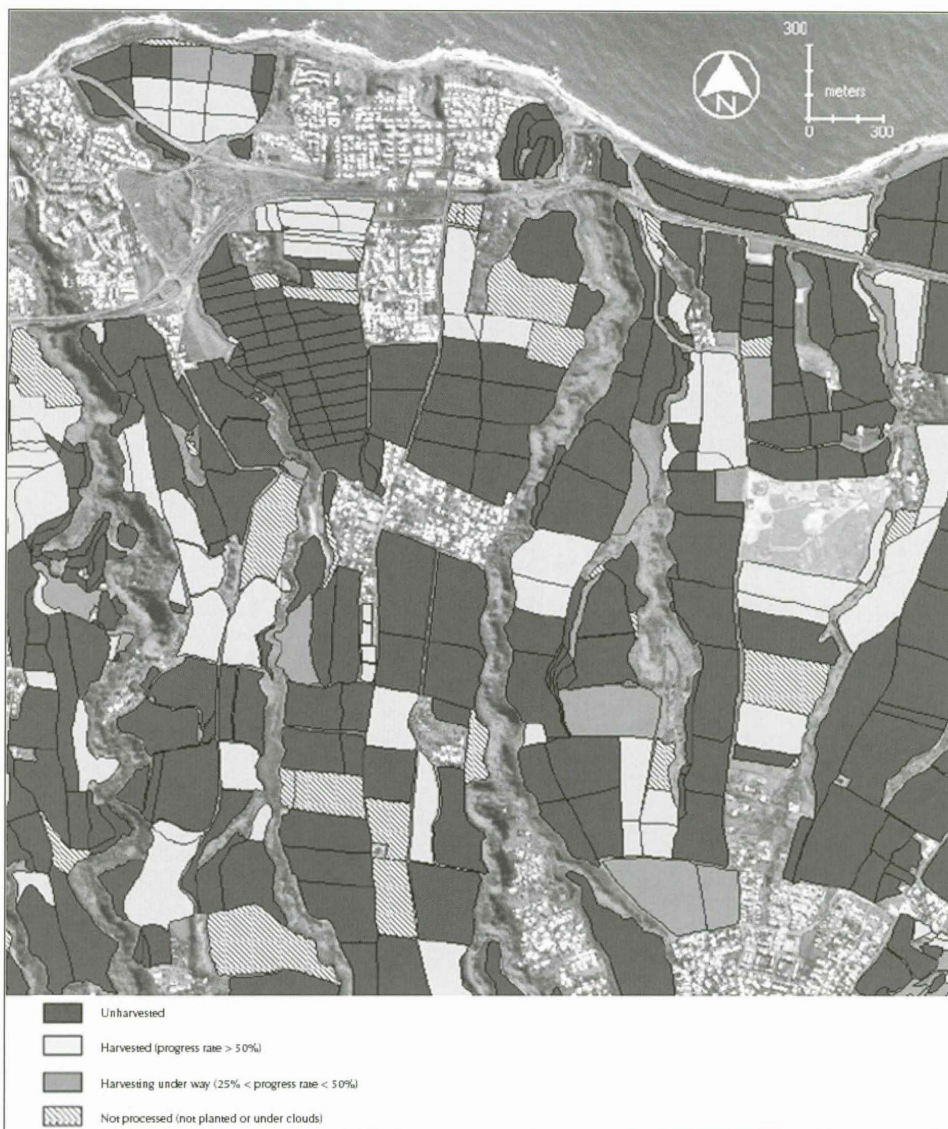 300
N
meters
0 300
Unharvested
Harvested (progress rate > 50%)
Harvesting under way (25% < progress rate < 50%)
Not processed (not planted or under clouds)